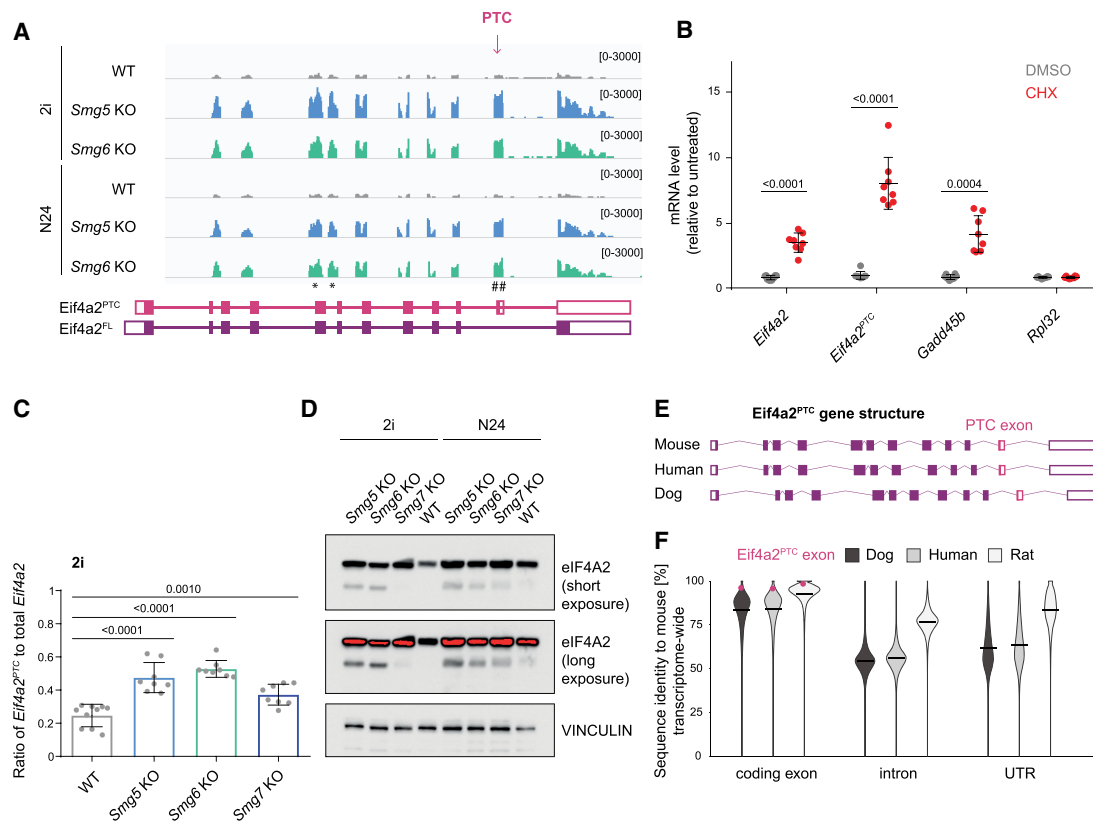 A
PTC
2i
WT
[0-3000]
Smg5 KO
[0-3000]
Smg6 KO
[0-3000]
N24
WT
[0-3000]
Smg5 KO
[0-3000]
Smg6 KO
[0-3000]
* * ##
Eif4a2PTC
Eif4a2FL
B
mRNA level
(relative to untreated)
15
10
5
0
DMSO
CHX
<0.0001
<0.0001
0.0004
Eif4a2
Eif4a2PTC
Gadd45b
Rpl32
C
2i
Ratio of Eif4a2PTC to total Eif4a2
1
0.8
0.6
0.4
0.2
0
0.0010
<0.0001
<0.0001
WT
Smg5 KO
Smg6 KO
Smg7 KO
D
2i N24
Smg5 KO
Smg6 KO
Smg7 KO
WT
Smg5 KO
Smg6 KO
Smg7 KO
WT
eIF4A2
(short
exposure)
eIF4A2
(long
exposure)
VINCULIN
E
Eif4a2PTC gene structure
PTC exon
Mouse
Human
Dog
F
Eif4a2PTC exon Dog Human Rat
Sequence identity to mouse [%]
transcriptome-wide
100
75
50
25
0
coding exon intron UTR